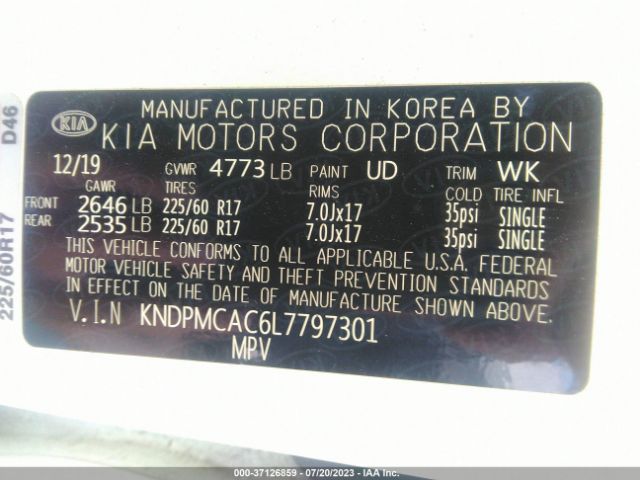 D46
225/60R17
KIA
MANUFACTURED IN KOREA BY
KIA MOTORS CORPORATION
12/19 GVWR 4773 LB PAINT UD TRIM WK
GAWR TIRES RIMS COLD TIRE INFL
FRONT 2646 LB 225/60 R17 7.0Jx17 35psi SINGLE
REAR 2535 LB 225/60 R17 7.0Jx17 35psi SINGLE
THIS VEHICLE CONFORMS TO ALL APPLICABLE U.S.A. FEDERAL
MOTOR VEHICLE SAFETY AND THEFT PREVENTION STANDARDS
IN EFFECT ON THE DATE OF MANUFACTURE SHOWN ABOVE.
V.I.N KNDPMCAC6L7797301
MPV
000-37126859 - 07/20/2023 - IAA Inc.